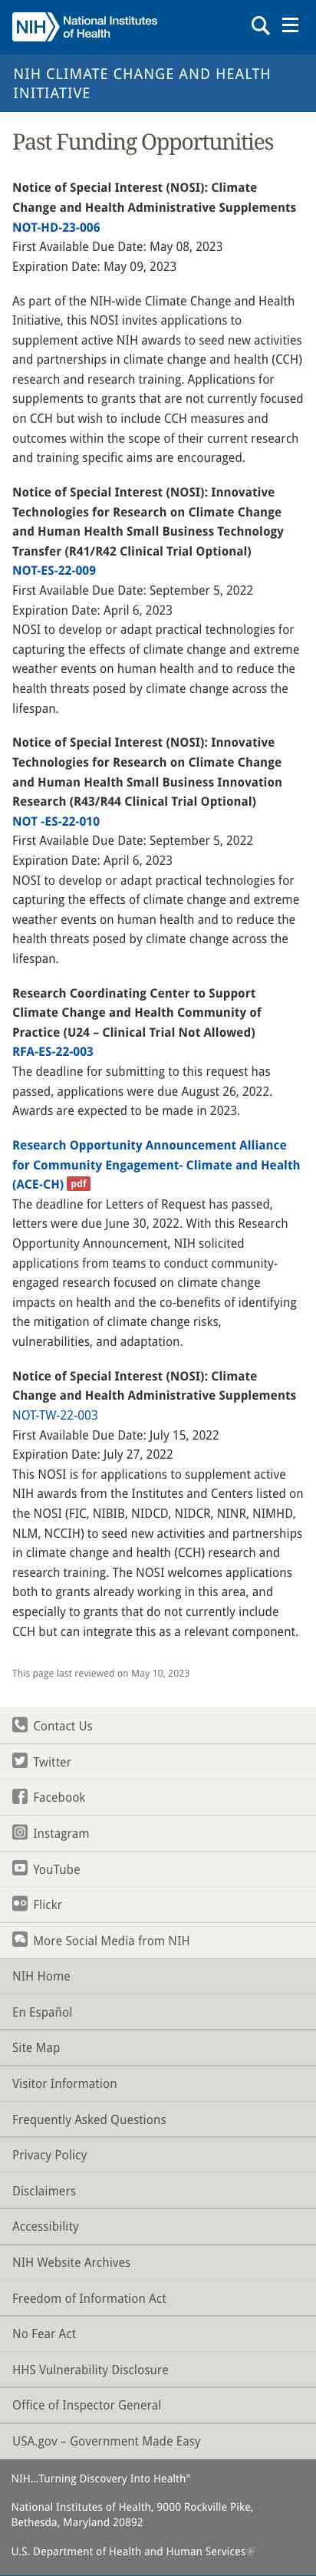 NIH National Institutes
of Health
NIH CLIMATE CHANGE AND HEALTH
INITIATIVE
Past Funding Opportunities
Notice of Special Interest (NOSI): Climate
Change and Health Administrative Supplements
NOT-HD-23-006
First Available Due Date: May 08, 2023
Expiration Date: May 09, 2023
As part of the NIH-wide Climate Change and Health
Initiative, this NOSI invites applications to
supplement active NIH awards to seed new activities
and partnerships in climate change and health (CCH)
research and research training. Applications for
supplements to grants that are not currently focused
on CCH but wish to include CCH measures and
outcomes within the scope of their current research
and training specific aims are encouraged.
Notice of Special Interest (NOSI): Innovative
Technologies for Research on Climate Change
and Human Health Small Business Technology
Transfer (R41/R42 Clinical Trial Optional)
NOT-ES-22-009
First Available Due Date: September 5, 2022
Expiration Date: April 6, 2023
NOSI to develop or adapt practical technologies for
capturing the effects of climate change and extreme
weather events on human health and to reduce the
health threats posed by climate change across the
lifespan.
Notice of Special Interest (NOSI): Innovative
Technologies for Research on Climate Change
and Human Health Small Business Innovation
Research (R43/R44 Clinical Trial Optional)
NOT -ES-22-010
First Available Due Date: September 5, 2022
Expiration Date: April 6, 2023
NOSI to develop or adapt practical technologies for
capturing the effects of climate change and extreme
weather events on human health and to reduce the
health threats posed by climate change across the
lifespan.
Research Coordinating Center to Support
Climate Change and Health Community of
Practice (U24 – Clinical Trial Not Allowed)
RFA-ES-22-003
The deadline for submitting to this request has
passed, applications were due August 26, 2022.
Awards are expected to be made in 2023.
Research Opportunity Announcement Alliance
for Community Engagement- Climate and Health
(ACE-CH) pdf
The deadline for Letters of Request has passed,
letters were due June 30, 2022. With this Research
Opportunity Announcement, NIH solicited
applications from teams to conduct community-
engaged research focused on climate change
impacts on health and the co-benefits of identifying
the mitigation of climate change risks,
vulnerabilities, and adaptation.
Notice of Special Interest (NOSI): Climate
Change and Health Administrative Supplements
NOT-TW-22-003
First Available Due Date: July 15, 2022
Expiration Date: July 27, 2022
This NOSI is for applications to supplement active
NIH awards from the Institutes and Centers listed on
the NOSI (FIC, NIBIB, NIDCD, NIDCR, NINR, NIMHD,
NLM, NCCIH) to seed new activities and partnerships
in climate change and health (CCH) research and
research training. The NOSI welcomes applications
both to grants already working in this area, and
especially to grants that do not currently include
CCH but can integrate this as a relevant component.
This page last reviewed on May 10, 2023
Contact Us
Twitter
Facebook
Instagram
YouTube
Flickr
More Social Media from NIH
NIH Home
En Español
Site Map
Visitor Information
Frequently Asked Questions
Privacy Policy
Disclaimers
Accessibility
NIH Website Archives
Freedom of Information Act
No Fear Act
HHS Vulnerability Disclosure
Office of Inspector General
USA.gov – Government Made Easy
NIH...Turning Discovery Into Health®
National Institutes of Health, 9000 Rockville Pike,
Bethesda, Maryland 20892
U.S. Department of Health and Human Services